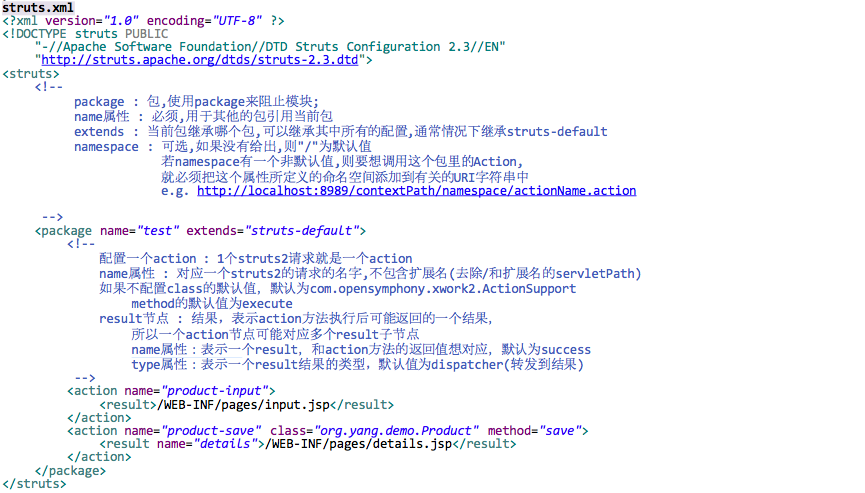 struts.xml
<?xml version="1.0" encoding="UTF-8" ?>
<!DOCTYPE struts PUBLIC
"-//Apache Software Foundation//DTD Struts Configuration 2.3//EN"
"http://struts.apache.org/dtds/struts-2.3.dtd">
<struts>
<!--
package : 包,使用package来阻止模块;
name属性 : 必须,用于其他的包引用当前包
extends : 当前包继承哪个包,可以继承其中所有的配置,通常情况下继承struts-default
namespace : 可选,如果没有给出,则"/"为默认值
若namespace有一个非默认值,则要想调用这个包里的Action,
就必须把这个属性所定义的命名空间添加到有关的URI字符串中
e.g. http://localhost:8989/contextPath/namespace/actionName.action
-->
<package name="test" extends="struts-default">
<!--
配置一个action : 1个struts2请求就是一个action
name属性 : 对应一个struts2的请求的名字,不包含扩展名(去除/和扩展名的servletPath)
如果不配置class的默认值, 默认为com.opensymphony.xwork2.ActionSupport
method的默认值为execute
result节点 : 结果, 表示action方法执行后可能返回的一个结果,
所以一个action节点可能对应多个result子节点
name属性：表示一个result, 和action方法的返回值想对应, 默认为success
type属性：表示一个result结果的类型, 默认值为dispatcher(转发到结果)
-->
<action name="product-input">
<result>/WEB-INF/pages/input.jsp</result>
</action>
<action name="product-save" class="org.yang.demo.Product" method="save">
<result name="details">/WEB-INF/pages/details.jsp</result>
</action>
</package>
</struts>